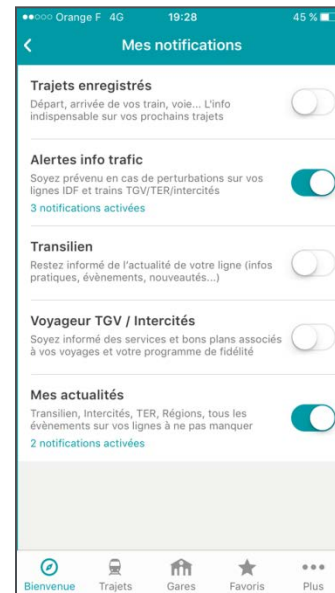 ●●○○○ Orange F 4G 19:28 45 %
Mes notifications
Trajets enregistrés
Départ, arrivée de vos train, voie... L'info
indispensable sur vos prochains trajets
Alertes info trafic
Soyez prévenu en cas de perturbations sur vos
lignes IDF et trains TGV/TER/intercités
3 notifications activées
Transilien
Restez informé de l'actualité de votre ligne (infos
pratiques, évènements, nouveautés...)
Voyageur TGV / Intercités
Soyez informé des services et bons plans associés
à vos voyages et votre programme de fidélité
Mes actualités
Transilien, Intercités, TER, Régions, tous les
évènements sur vos lignes à ne pas manquer
2 notifications activées
Bienvenue Trajets Gares Favoris Plus